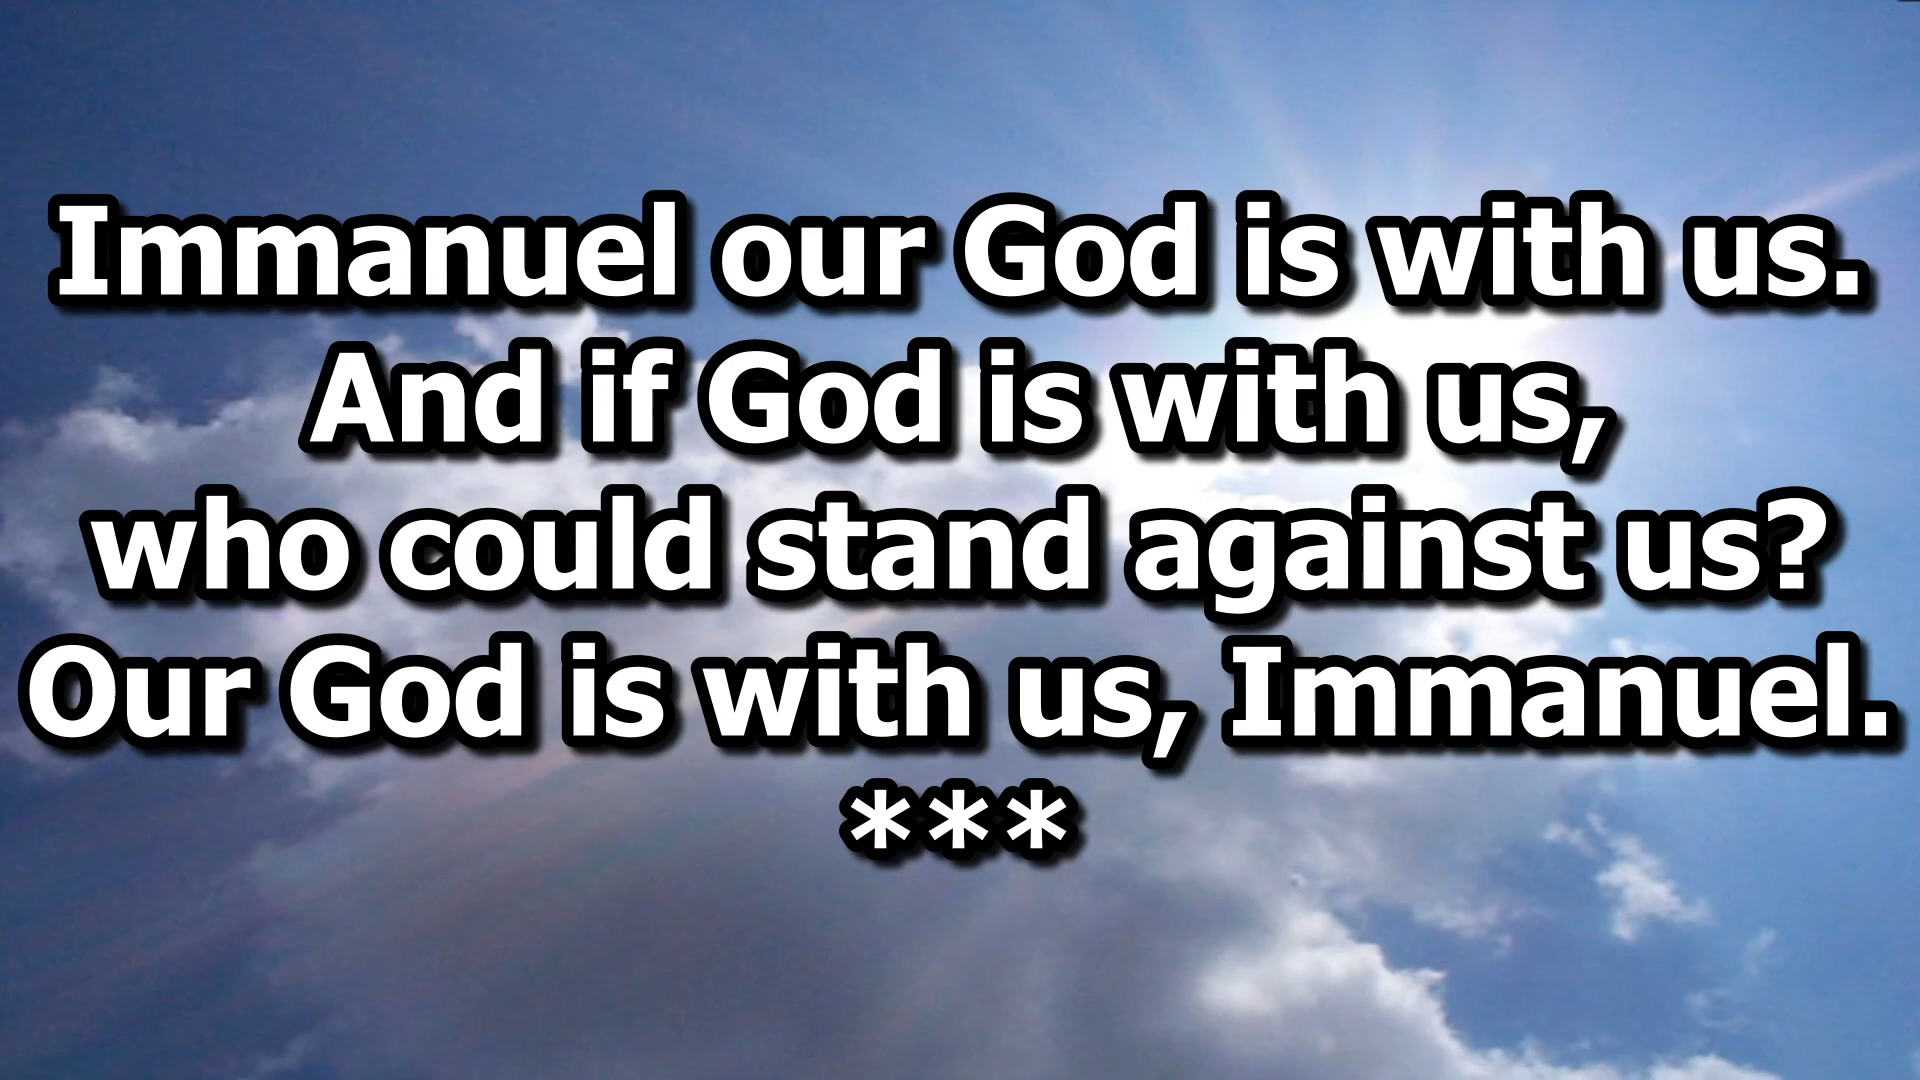 Immanuel our God is with us.
And if God is with us,
who could stand against us?
Our God is with us, Immanuel.
***